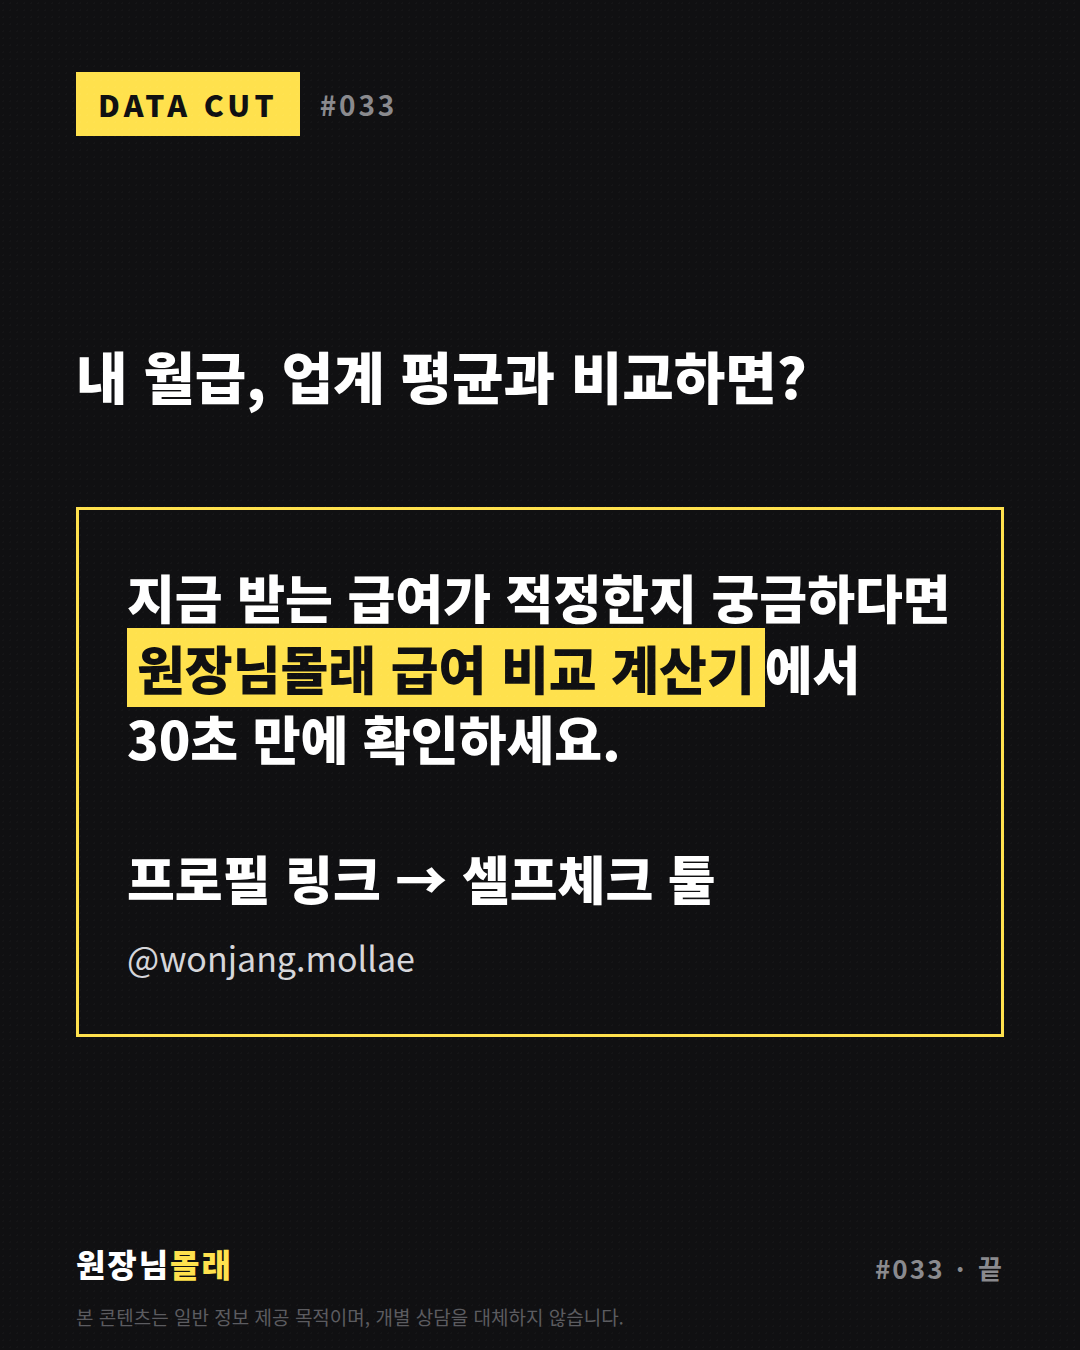 DATA CUT #033
내 월급, 업계 평균과 비교하면?
지금 받는 급여가 적정한지 궁금하다면
원장님몰래 급여 비교 계산기에서
30초 만에 확인하세요.
프로필 링크 → 셀프체크 툴
@wonjang.mollae
원장님몰래
#033 · 끝
본 콘텐츠는 일반 정보 제공 목적이며, 개별 상담을 대체하지 않습니다.